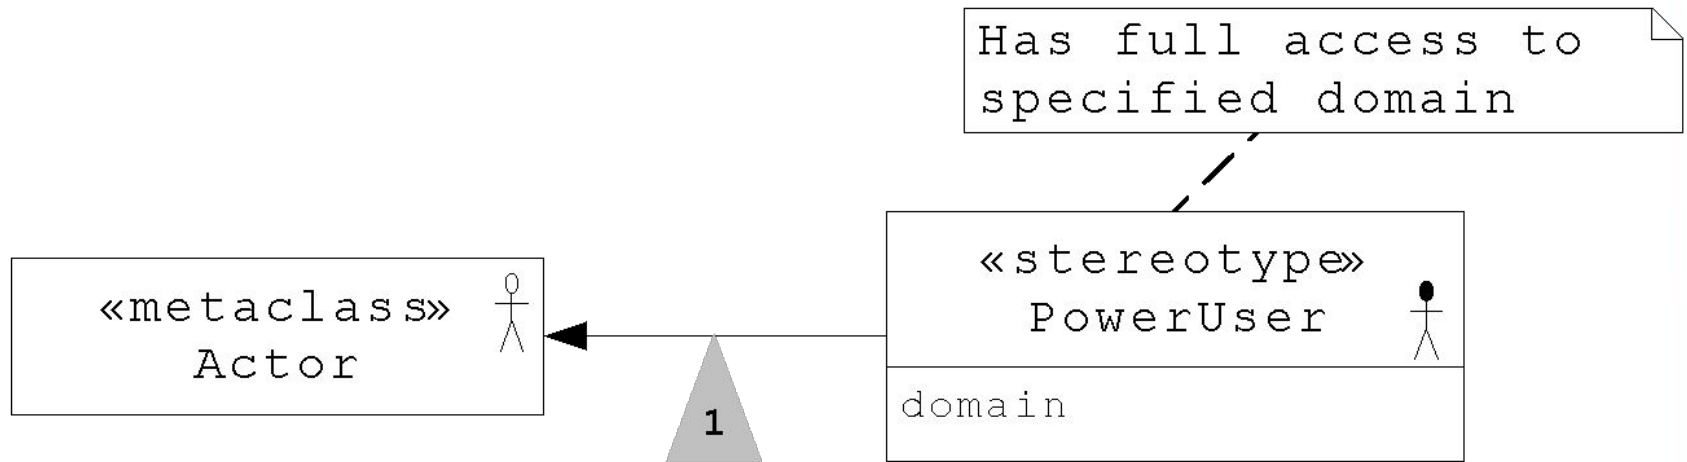 Has full access to
specified domain
«metaclass»
Actor
«stereotype»
PowerUser
domain
1